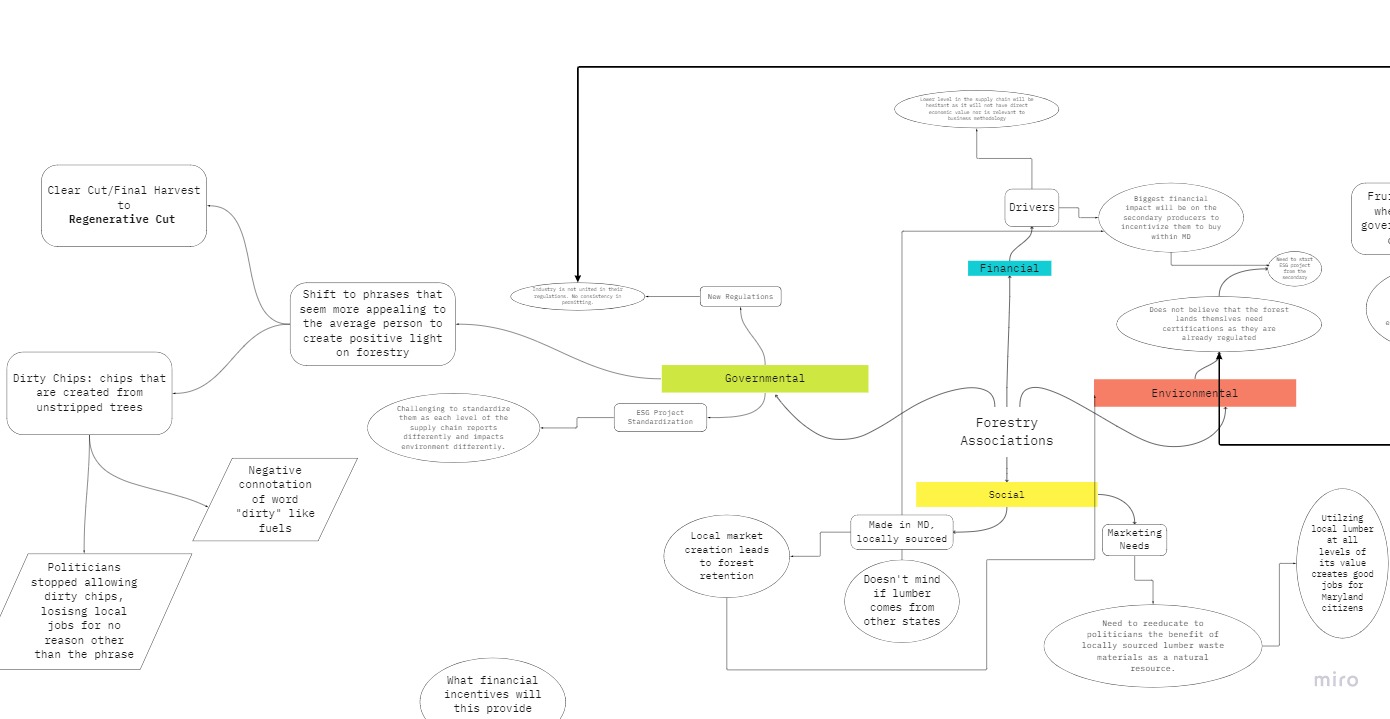 Lower level in the supply chain will be
hesitant as it will not have direct
economic value nor is relevant to
business methodology
Clear Cut/Final Harvest
to
Regenerative Cut
Drivers
Biggest financial
impact will be on the
secondary producers to
incentivize them to buy
within MD
Financial
Need to start
ESG project
from the
secondary
Shift to phrases that
seem more appealing to
the average person to
create positive light
on forestry
Industry is not united in their
regulations. No consistency in
permitting.
New Regulations
Does not believe that the forest
lands themslves need
certifications as they are
already regulated
Dirty Chips: chips that
are created from
unstripped trees
Governmental
Environmental
Challenging to standardize
them as each level of the
supply chain reports
differently and impacts
environment differently.
ESG Project
Standardization
Forestry
Associations
Negative
connotation
of word
"dirty" like
fuels
Social
Made in MD,
locally sourced
Marketing
Needs
Local market
creation leads
to forest
retention
Doesn't mind
if lumber
comes from
other states
Utilzing
local lumber
at all
levels of
its value
creates good
jobs for
Maryland
citizens
Politicians
stopped allowing
dirty chips,
losisng local
jobs for no
reason other
than the phrase
Need to reeducate to
politicians the benefit of
locally sourced lumber waste
materials as a natural
resource.
What financial
incentives will
this provide
miro